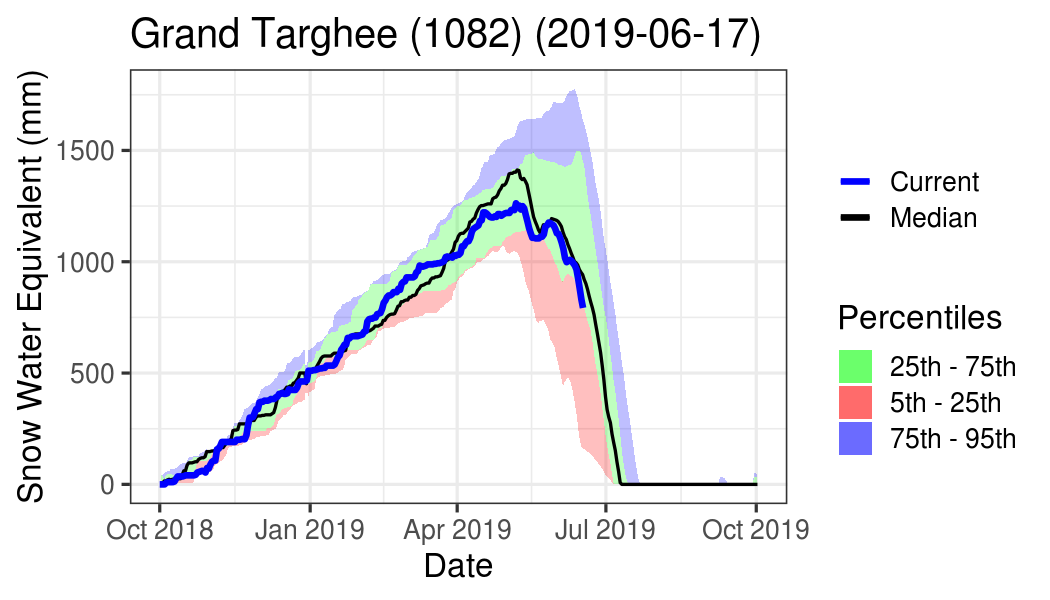 Grand Targhee (1082) (2019-06-17)
Snow Water Equivalent (mm)
1500
1000
500
0
Oct 2018
Jan 2019
Apr 2019
Jul 2019
Oct 2019
Date
Current
Median
Percentiles
25th - 75th
5th - 25th
75th - 95th